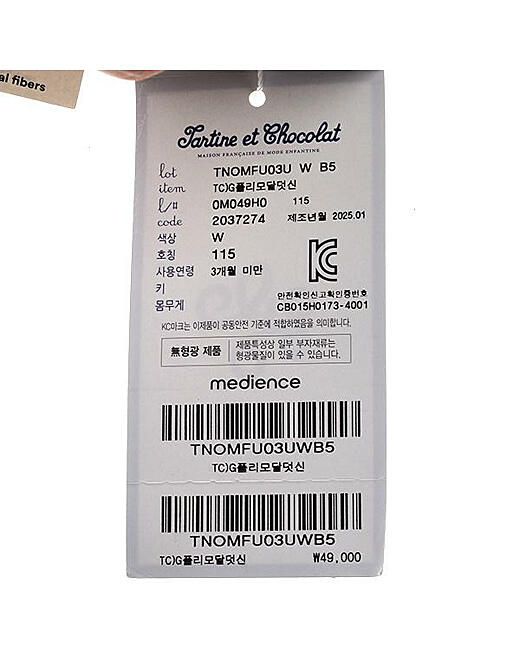 al fibers
Tartine et Chocolat
MAISON FRANÇAISE DE MODE ENFANTINE
lot TNOMFU03U W B5
item TC)G플리모달덧신
l/# 0M049H0 115
code 2037274 제조년월 2025.01
색상 W
호칭 115
사용연령 3개월 미만
키
몸무게
안전확인신고확인증번호
CB015H0173-4001
KC마크는 이제품이 공동안전 기준에 적합하였음을 의미합니다.
無형광 제품 제품특성상 일부 부자재류는
형광물질이 있을 수 있습니다.
medience
TNOMFU03UWB5
TC)G플리모달덧신
TNOMFU03UWB5
TC)G플리모달덧신 ₩49,000